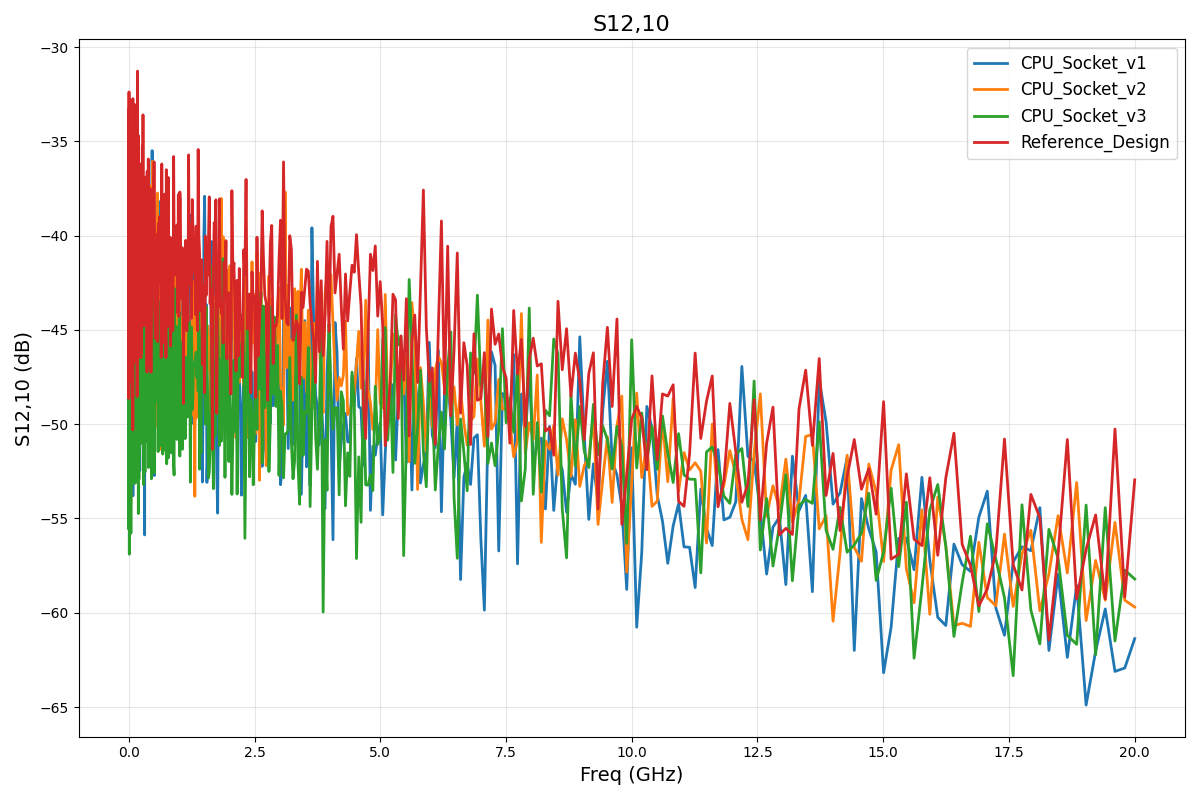 S12,10
CPU_Socket_v1
CPU_Socket_v2
CPU_Socket_v3
Reference_Design
S12,10 (dB)
−30
−35
−40
−45
−50
−55
−60
−65
0.0 2.5 5.0 7.5 10.0 12.5 15.0 17.5 20.0
Freq (GHz)